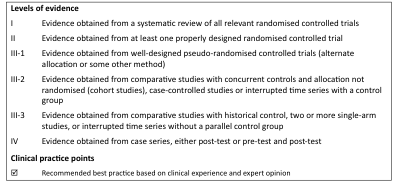 Levels of evidence
I Evidence obtained from a systematic review of all relevant randomised controlled trials
II Evidence obtained from at least one properly designed randomised controlled trial
III-1 Evidence obtained from well-designed pseudo-randomised controlled trials (alternate
allocation or some other method)
III-2 Evidence obtained from comparative studies with concurrent controls and allocation not
randomised (cohort studies), case-controlled studies or interrupted time series with a control
group
III-3 Evidence obtained from comparative studies with historical control, two or more single-arm
studies, or interrupted time series without a parallel control group
IV Evidence obtained from case series, either post-test or pre-test and post-test
Clinical practice points
☑ Recommended best practice based on clinical experience and expert opinion